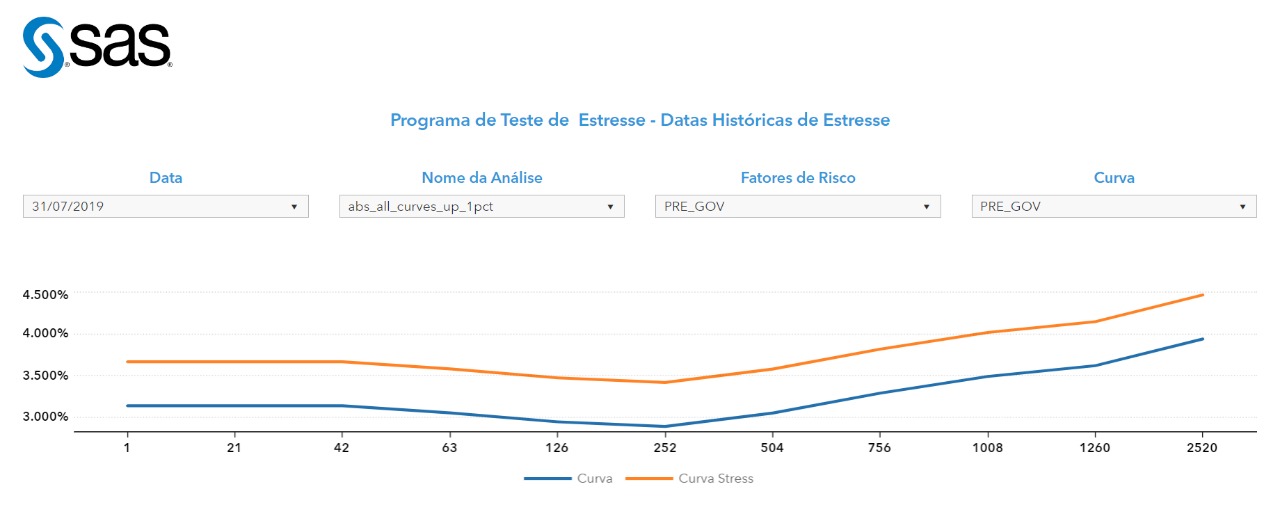 sas
Programa de Teste de Estresse - Datas Históricas de Estresse
Data Nome da Análise Fatores de Risco Curva
31/07/2019 abs_all_curves_up_1pct PRE_GOV PRE_GOV
4.500%
4.000%
3.500%
3.000%
1 21 42 63 126 252 504 756 1008 1260 2520
Curva Curva Stress